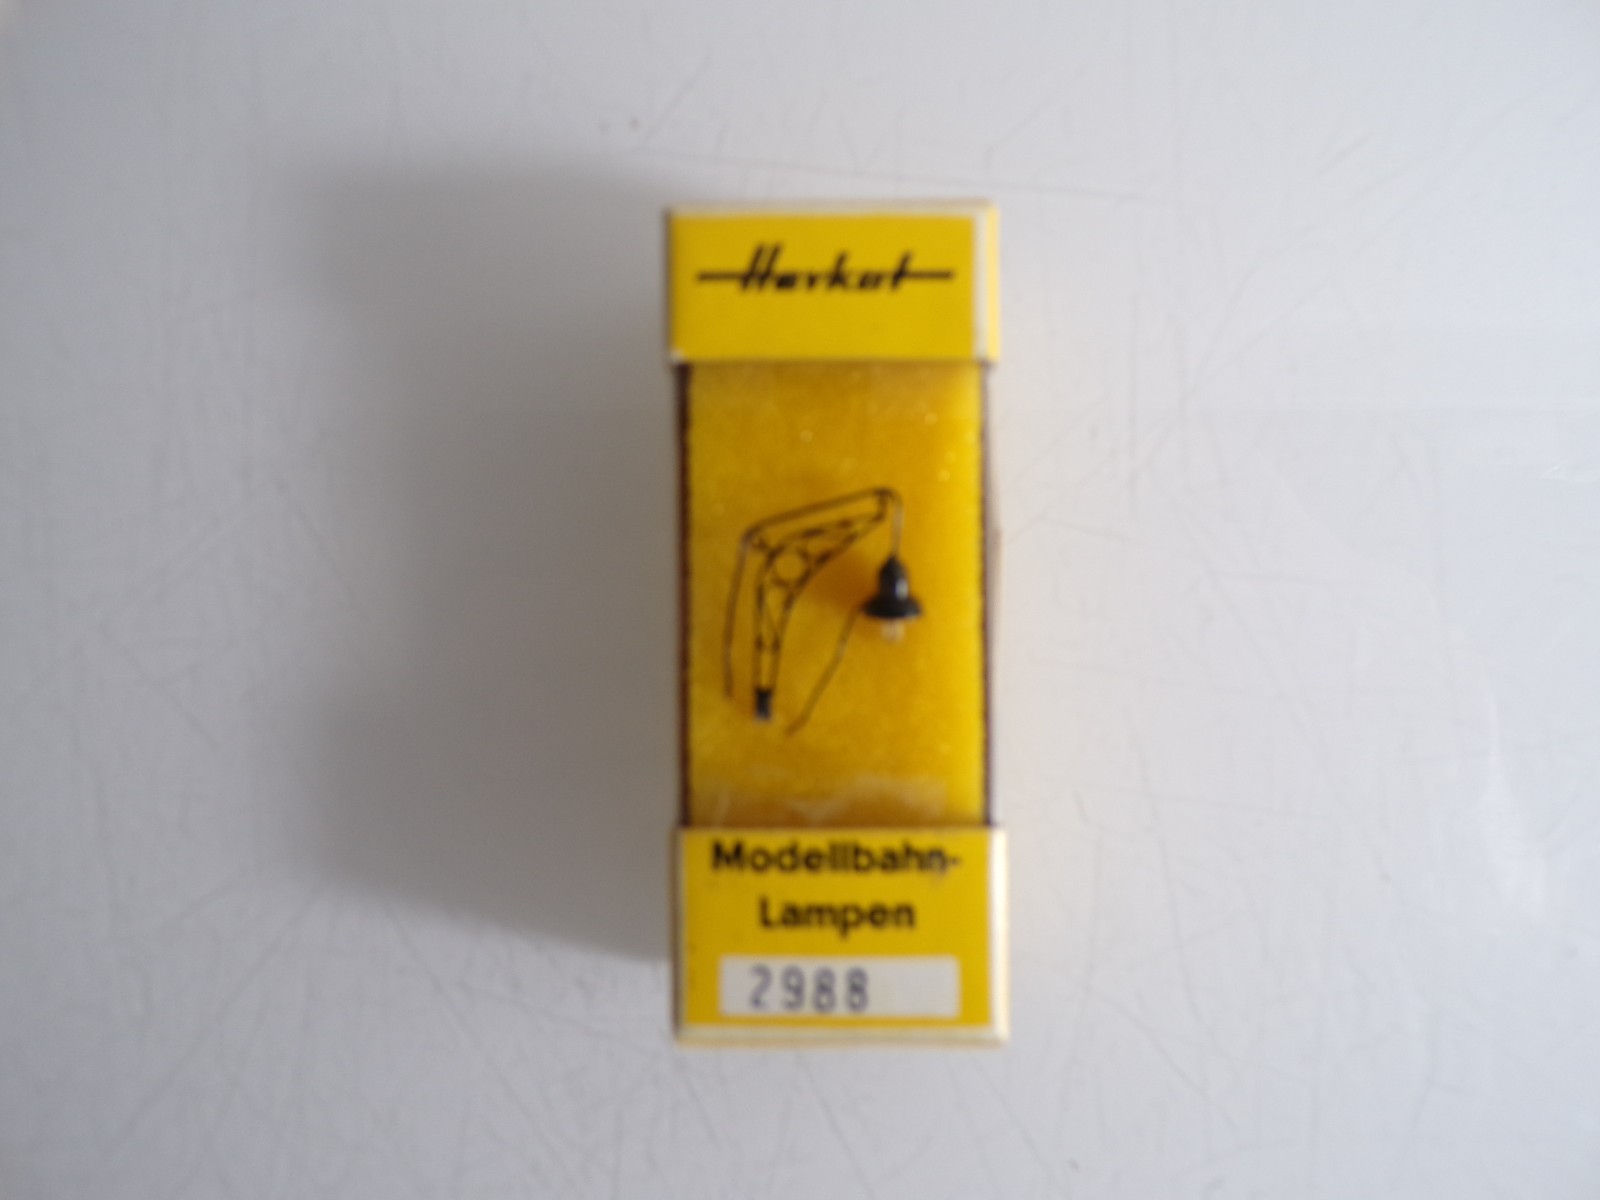 Herkat
Modellbahn-
Lampen
2988